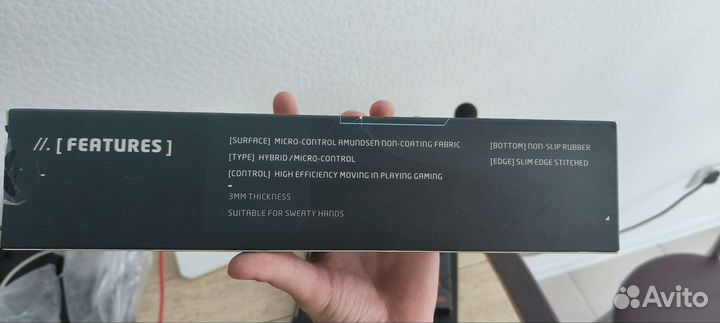 //. [ FEATURES ]
-
[SURFACE] MICRO-CONTROL AMUNDSEN NON-COATING FABRIC
[TYPE] HYBRID/MICRO-CONTROL
[CONTROL] HIGH EFFICIENCY MOVING IN PLAYING GAMING
-
3MM THICKNESS
SUITABLE FOR SWEATY HANDS
[BOTTOM] NON-SLIP RUBBER
[EDGE] SLIM EDGE STITCHED
Avito